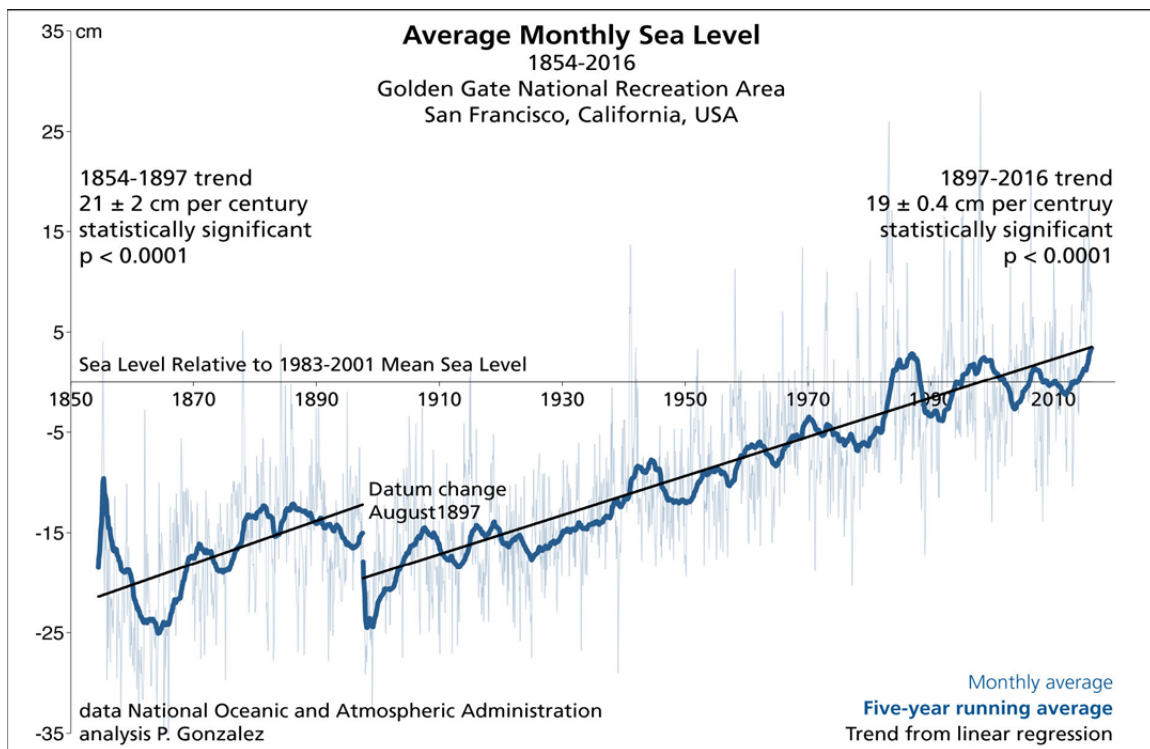 35 cm
Average Monthly Sea Level
1854-2016
Golden Gate National Recreation Area
San Francisco, California, USA
25
1854-1897 trend
21 ± 2 cm per century
statistically significant
p < 0.0001
1897-2016 trend
19 ± 0.4 cm per centruy
statistically significant
p < 0.0001
15
5
Sea Level Relative to 1983-2001 Mean Sea Level
1850 1870 1890 1910 1930 1950 1970 1990 2010
-5
Datum change
August1897
-15
-25
-35
data National Oceanic and Atmospheric Administration
analysis P. Gonzalez
Monthly average
Five-year running average
Trend from linear regression